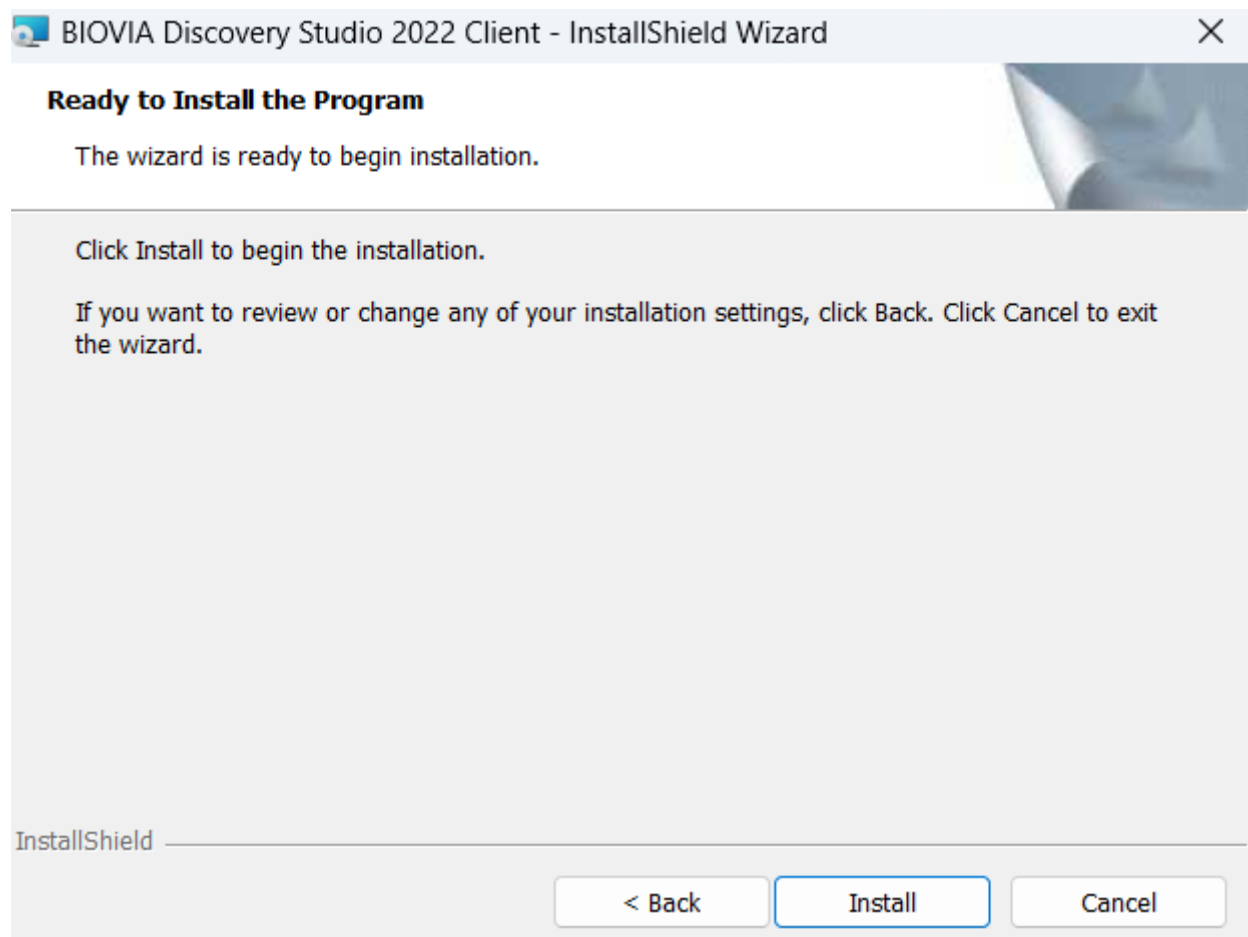 BIOVIA Discovery Studio 2022 Client - InstallShield Wizard
Ready to Install the Program
The wizard is ready to begin installation.
Click Install to begin the installation.
If you want to review or change any of your installation settings, click Back. Click Cancel to exit
the wizard.
InstallShield
< Back
Install
Cancel